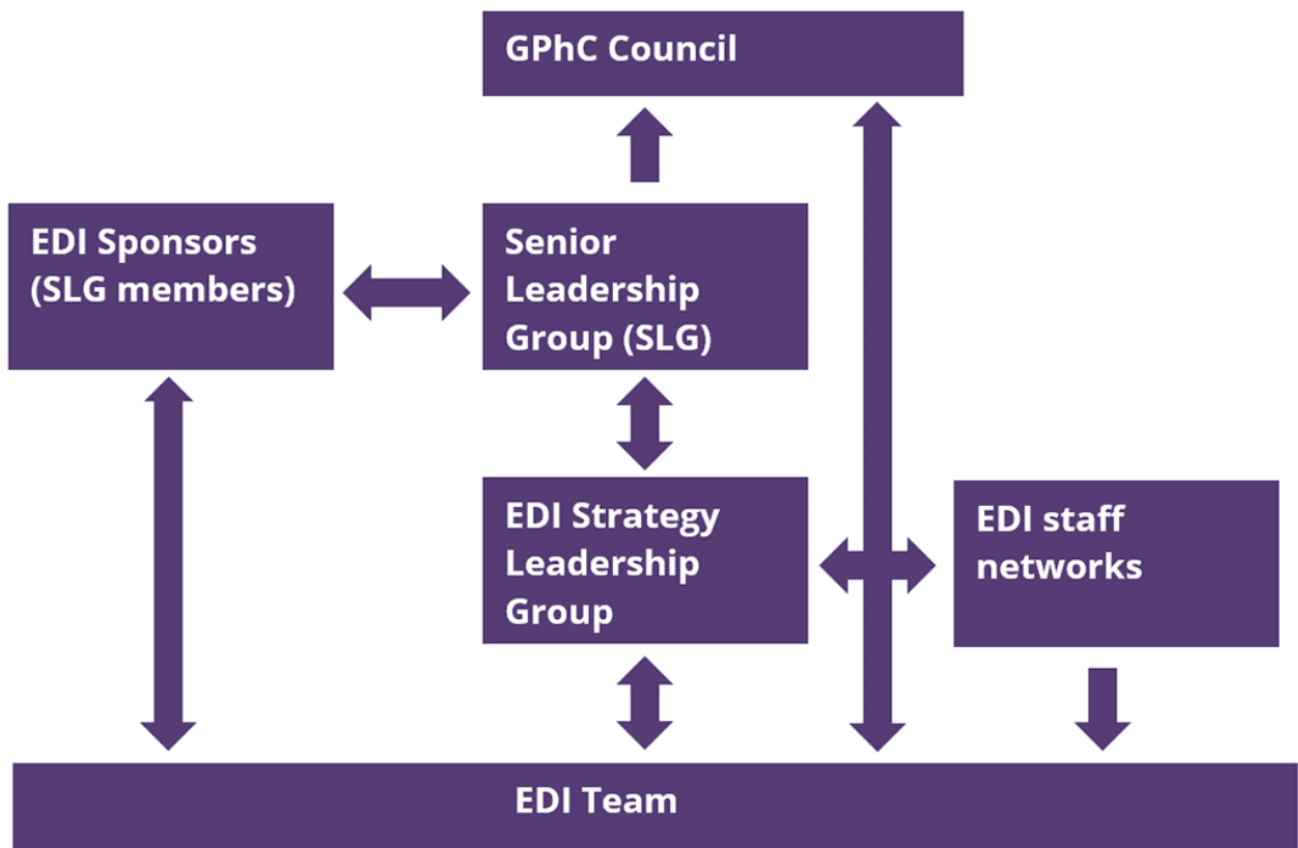 GPhC Council
EDI Sponsors
(SLG members)
Senior
Leadership
Group (SLG)
EDI Strategy
Leadership
Group
EDI staff
networks
EDI Team